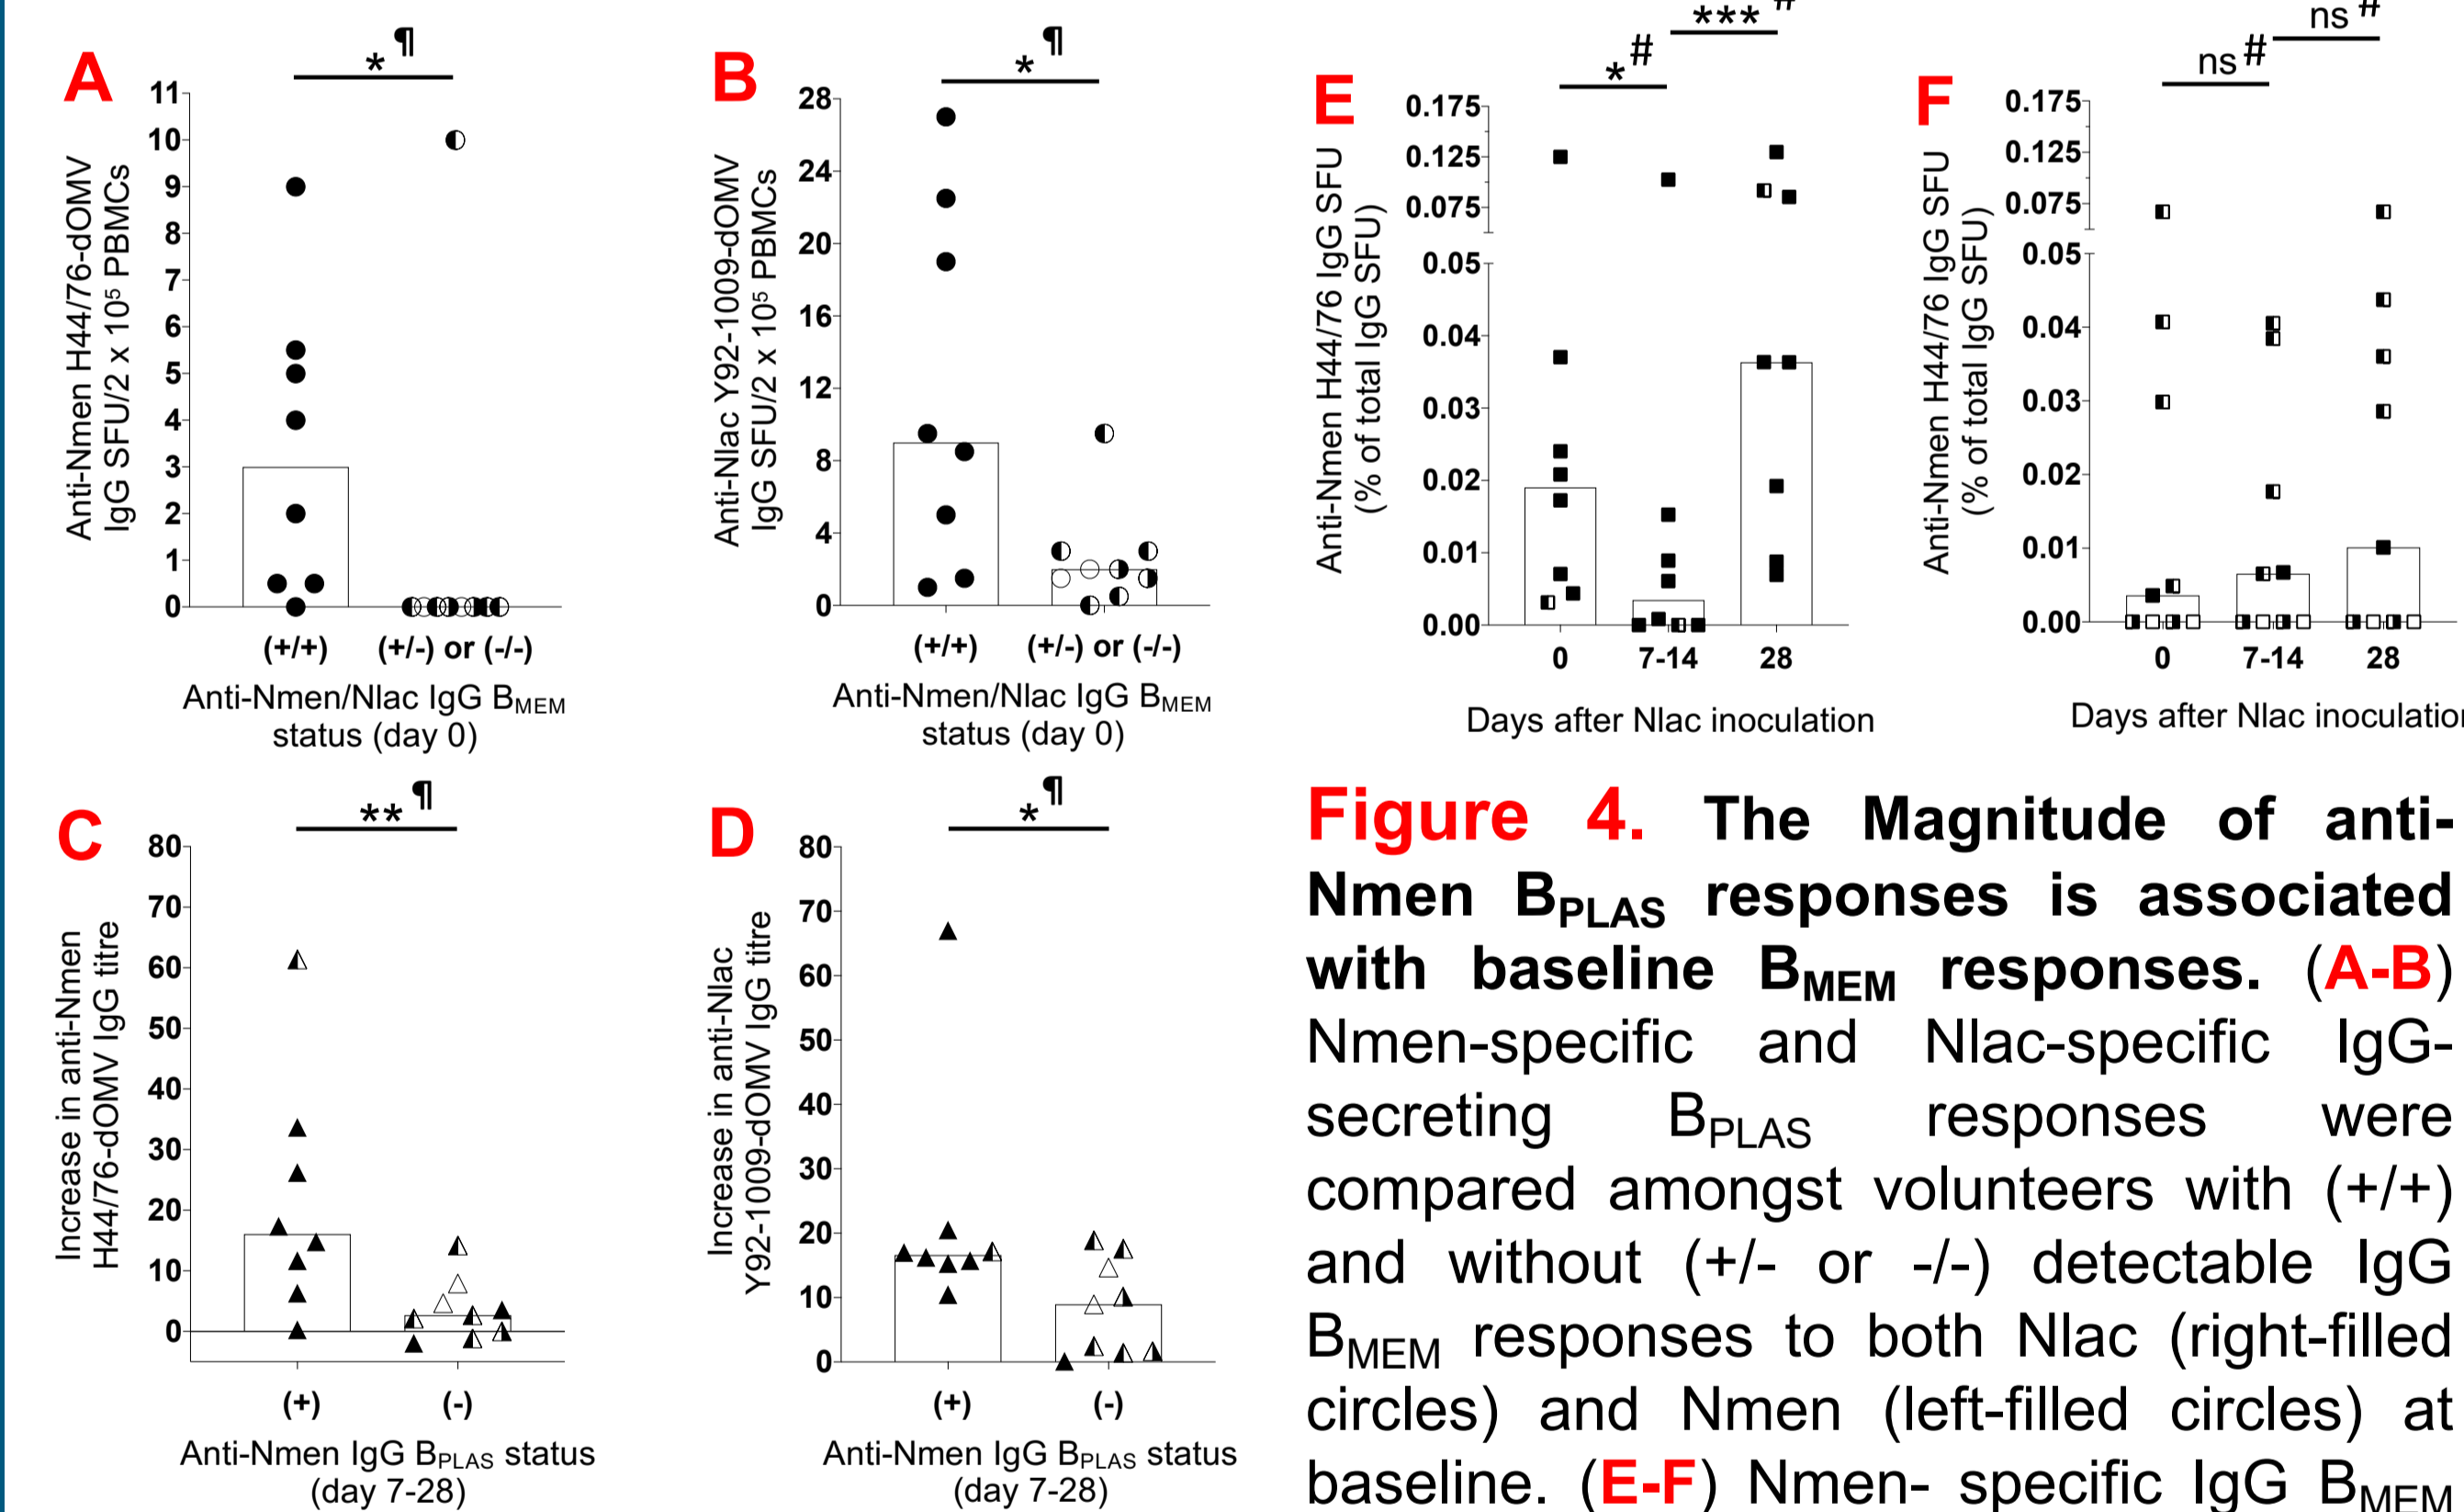 A
* ¶
11
10
9
8
7
6
5
4
3
2
1
0
Anti-Nmen H44/76-dOMV
IgG SFU/2 x 10⁵ PBMCs
(+/+) (+/-) or (-/-)
Anti-Nmen/Nlac IgG BMEM
status (day 0)
B
* ¶
28
24
20
16
12
8
4
0
Anti-Nlac Y92-1009-dOMV
IgG SFU/2 x 10⁵ PBMCs
(+/+) (+/-) or (-/-)
Anti-Nmen/Nlac IgG BMEM
status (day 0)
E
* #
*** #
0.175
0.125
0.075
0.05
0.04
0.03
0.02
0.01
0.00
Anti-Nmen H44/76 IgG SFU
(% of total IgG SFU)
0 7-14 28
Days after Nlac inoculation
F
ns #
ns #
0.175
0.125
0.075
0.05
0.04
0.03
0.02
0.01
0.00
Anti-Nmen H44/76 IgG SFU
(% of total IgG SFU)
0 7-14 28
Days after Nlac
C
** ¶
80
70
60
50
40
30
20
10
0
Increase in anti-Nmen
H44/76-dOMV IgG titre
(+) (-)
Anti-Nmen IgG BPLAS status
(day 7-28)
D
* ¶
80
70
60
50
40
30
20
10
0
Increase in anti-Nlac
Y92-1009-dOMV IgG titre
(+) (-)
Anti-Nmen IgG BPLAS status
(day 7-28)
Figure 4. The Magnitude of anti-
Nmen BPLAS responses is associated
with baseline BMEM responses. (A-B)
Nmen-specific and Nlac-specific IgG-
secreting BPLAS responses were
compared amongst volunteers with (+/+)
and without (+/- or -/-) detectable IgG
BMEM responses to both Nlac (right-filled
circles) and Nmen (left-filled circles) at
baseline. (E-F) Nmen- specific IgG BMEM